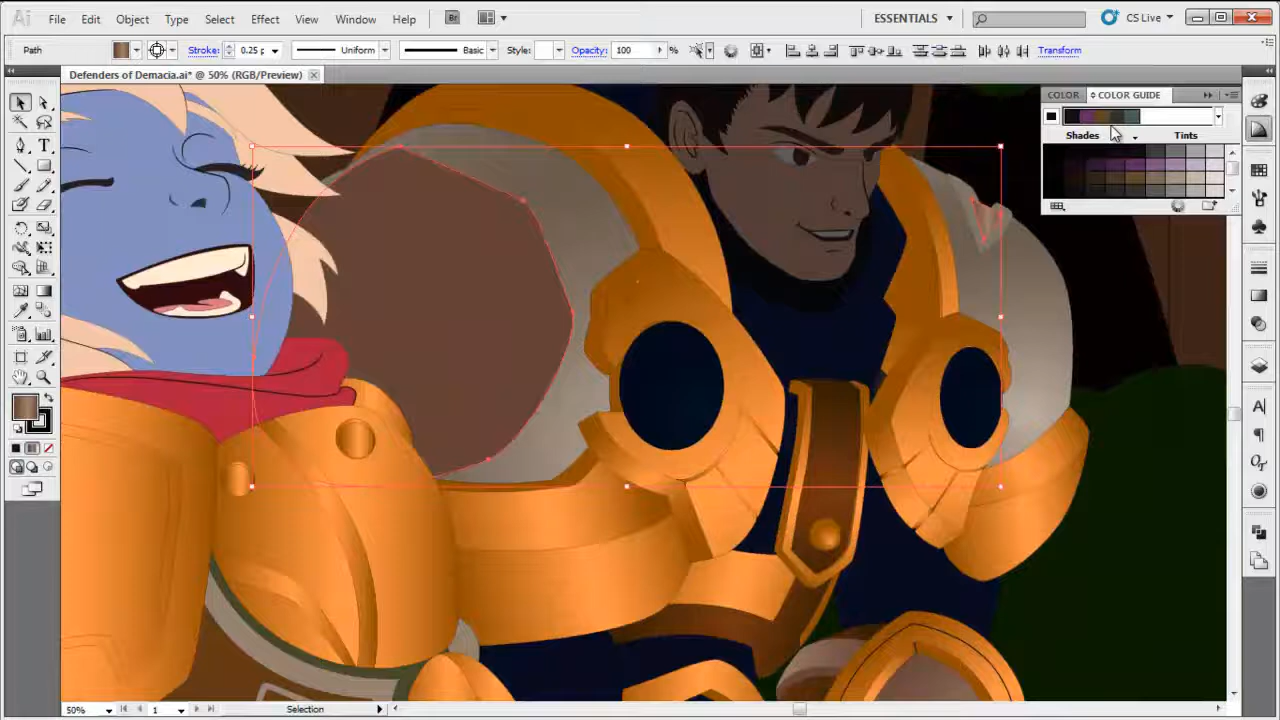 Ai File Edit Object Type Select Effect View Window Help Br ESSENTIALS CS Live
Path Stroke: 0.25 p Uniform Basic Style: Opacity: 100 % Transform
Defenders of Demacia.ai* @ 50% (RGB/Preview)
COLOR COLOR GUIDE
Shades Tints
50% 1 Selection